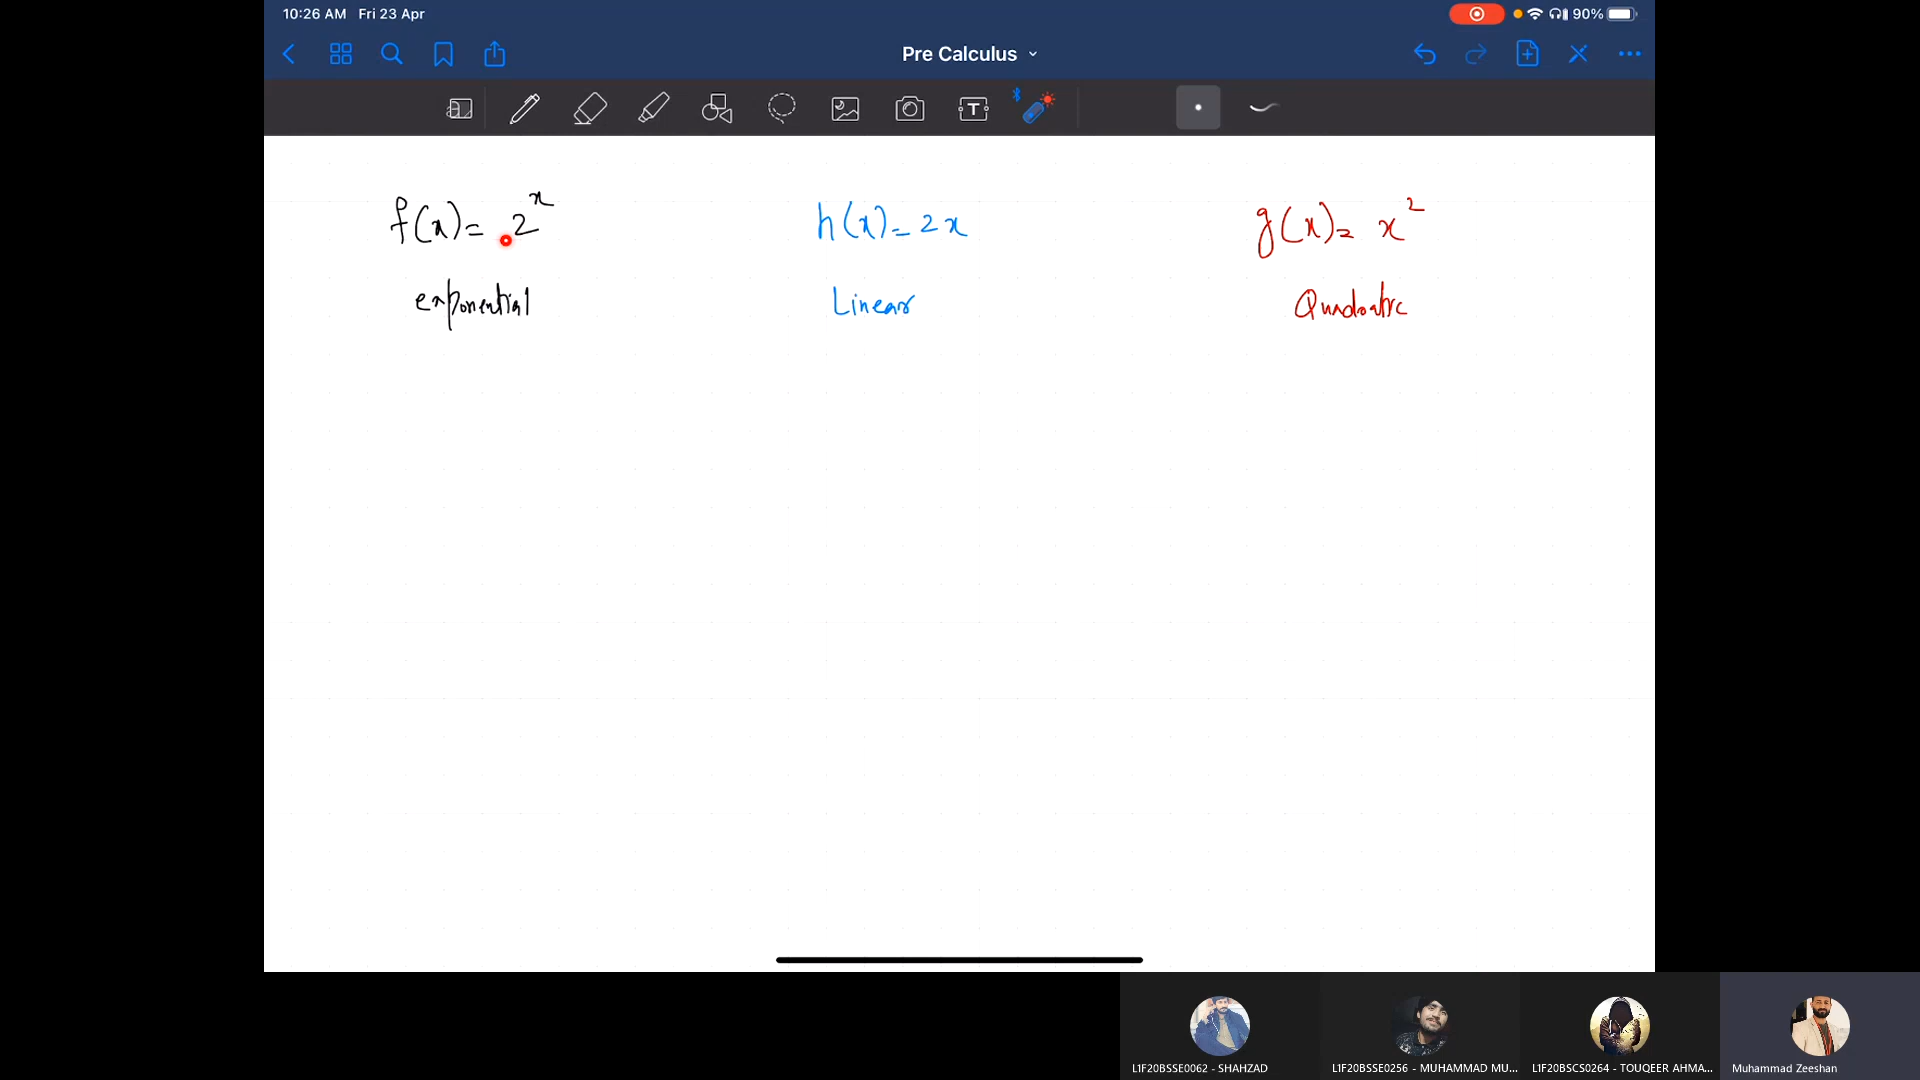 10:26 AM Fri 23 Apr
90%
Pre Calculus
T
f(x) = 2^x
h(x) = 2x
g(x) = x^2
exponential
Linear
Quadratic
L1F20BSSE0062 - SHAHZAD
L1F20BSSE0256 - MUHAMMAD MU...
L1F20BSCS0264 - TOUQEER AHMA...
Muhammad Zeeshan